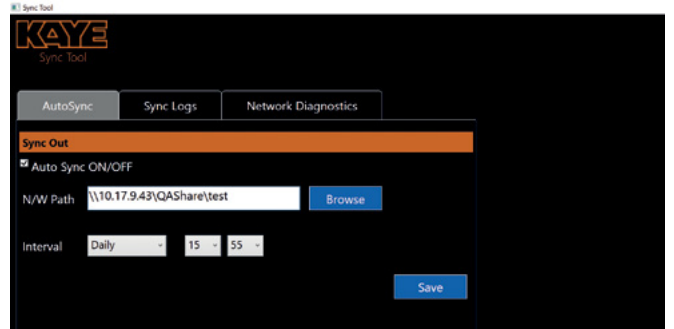 Sync Tool
KAYE
Sync Tool
AutoSync Sync Logs Network Diagnostics
Sync Out
Auto Sync ON/OFF
N/W Path \\10.17.9.43\QAShare\test Browse
Interval Daily 15 55
Save